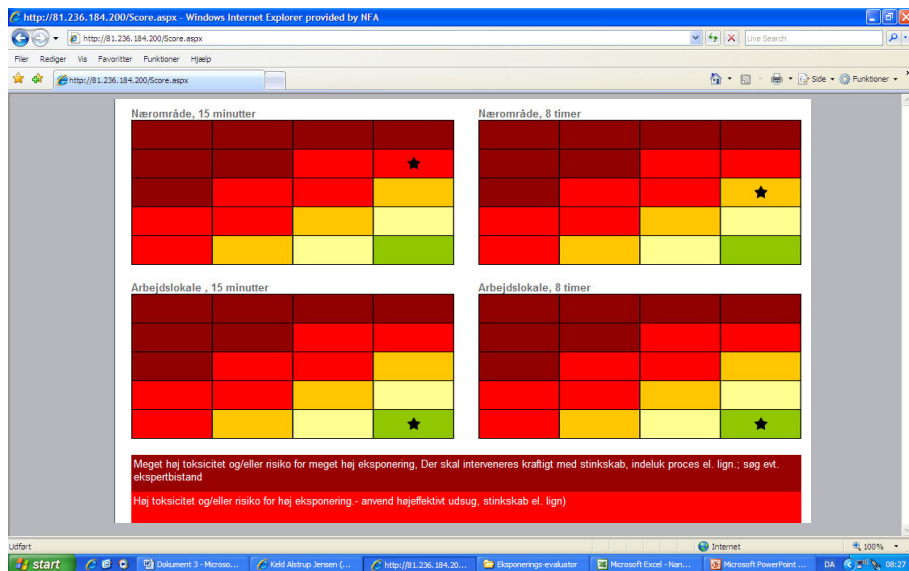 http://81.236.184.200/Score.aspx - Windows Internet Explorer provided by NFA
http://81.236.184.200/Score.aspx
Live Search
Filer Rediger Vis Favoritter Funktioner Hjælp
http://81.236.184.200/Score.aspx
Side Funktioner
Nærområde, 15 minutter
Nærområde, 8 timer
Arbejdslokale , 15 minutter
Arbejdslokale, 8 timer
Meget høj toksicitet og/eller risiko for meget høj eksponering, Der skal interveneres kraftigt med stinkskab, indeluk proces el. lign.; søg evt.
ekspertbistand
Høj toksicitet og/eller risiko for høj eksponering.- anvend højeffektivt udsug, stinkskab el. lign)
Udført
Internet
100%
start
Dokument 3 - Microso...
Keld Alstrup Jensen (...
http://81.236.184.20...
Eksponerings-evaluator
Microsoft Excel - Nan...
Microsoft PowerPoint ...
DA
08:27